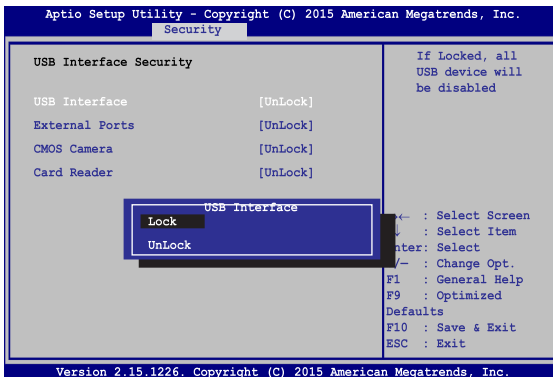 Aptio Setup Utility – Copyright (C) 2015 American Megatrends, Inc.
Security
USB Interface Security
USB Interface [UnLock]
External Ports [UnLock]
CMOS Camera [UnLock]
Card Reader [UnLock]
If Locked, all
USB device will
be disabled
USB Interface
Lock
UnLock
← : Select Screen
↓ : Select Item
nter: Select
/— : Change Opt.
F1 : General Help
F9 : Optimized
Defaults
F10 : Save & Exit
ESC : Exit
Version 2.15.1226. Copyright (C) 2015 American Megatrends, Inc.